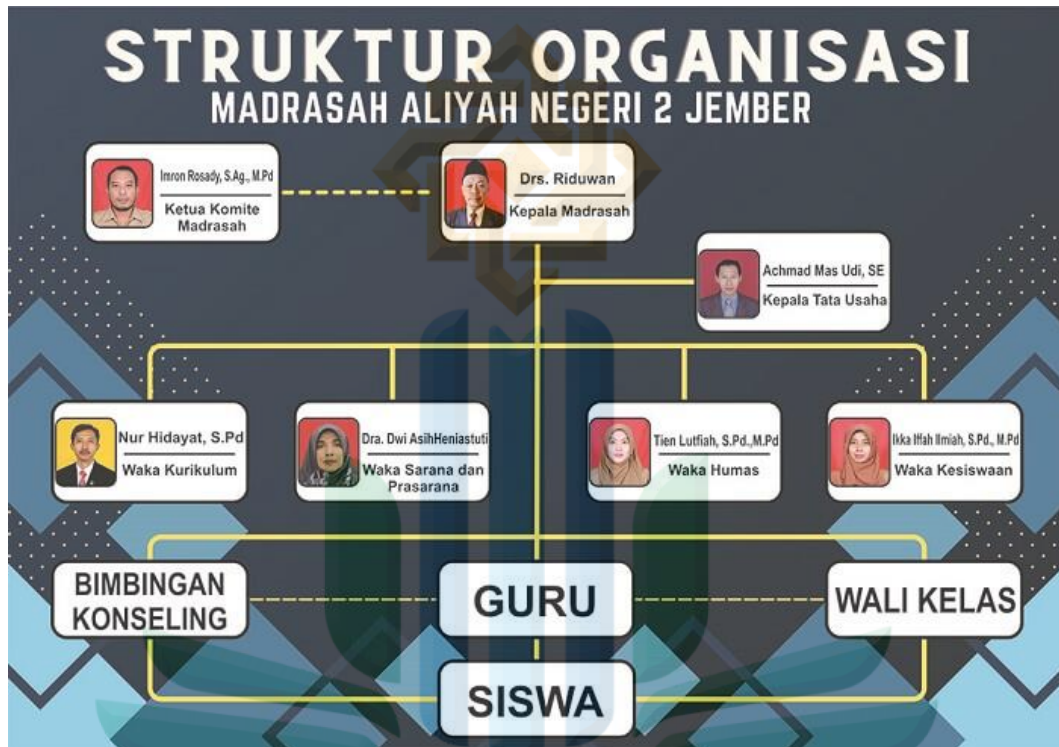 STRUKTUR ORGANISASI
MADRASAH ALIYAH NEGERI 2 JEMBER
Imron Rosady, S.Ag., M.Pd
Ketua Komite
Madrasah
Drs. Riduwan
Kepala Madrasah
Achmad Mas Udi, SE
Kepala Tata Usaha
Nur Hidayat, S.Pd
Waka Kurikulum
Dra. Dwi AsihHeniastuti
Waka Sarana dan
Prasarana
Tien Lutfiah, S.Pd.,M.Pd
Waka Humas
Ikka Iffah Ilmiah, S.Pd., M.Pd
Waka Kesiswaan
BIMBINGAN
KONSELING
GURU
WALI KELAS
SISWA